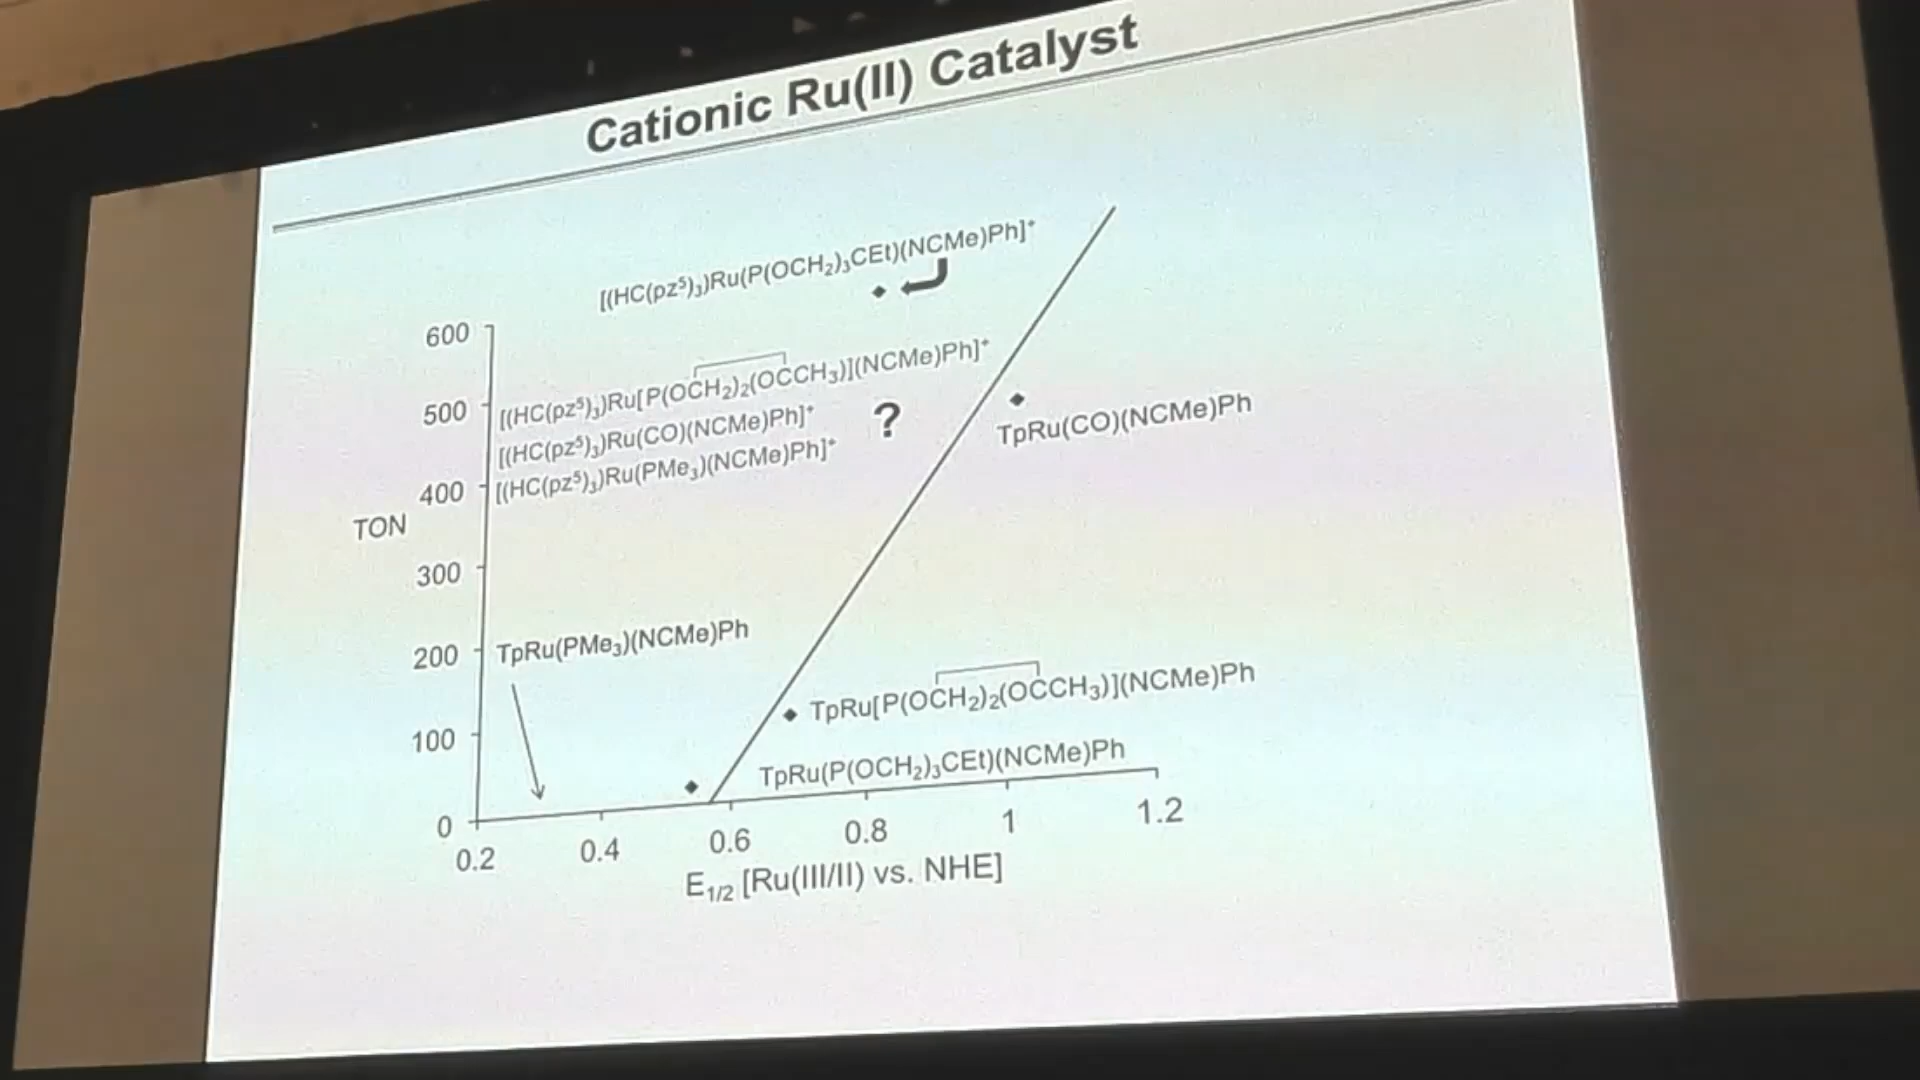 Cationic Ru(II) Catalyst
[(HC(pz⁵)₃)Ru(P(OCH₂)₃CEt)(NCMe)Ph]⁺
600
[(HC(pz⁵)₃)Ru[P(OCH₂)₂(OCCH₃)](NCMe)Ph]⁺
500
[(HC(pz⁵)₃)Ru(CO)(NCMe)Ph]⁺
?
TpRu(CO)(NCMe)Ph
[(HC(pz⁵)₃)Ru(PMe₃)(NCMe)Ph]⁺
400
TON
300
TpRu(PMe₃)(NCMe)Ph
200
TpRu[P(OCH₂)₂(OCCH₃)](NCMe)Ph
100
TpRu(P(OCH₂)₃CEt)(NCMe)Ph
0
0.2 0.4 0.6 0.8 1 1.2
E₁/₂ [Ru(III/II) vs. NHE]